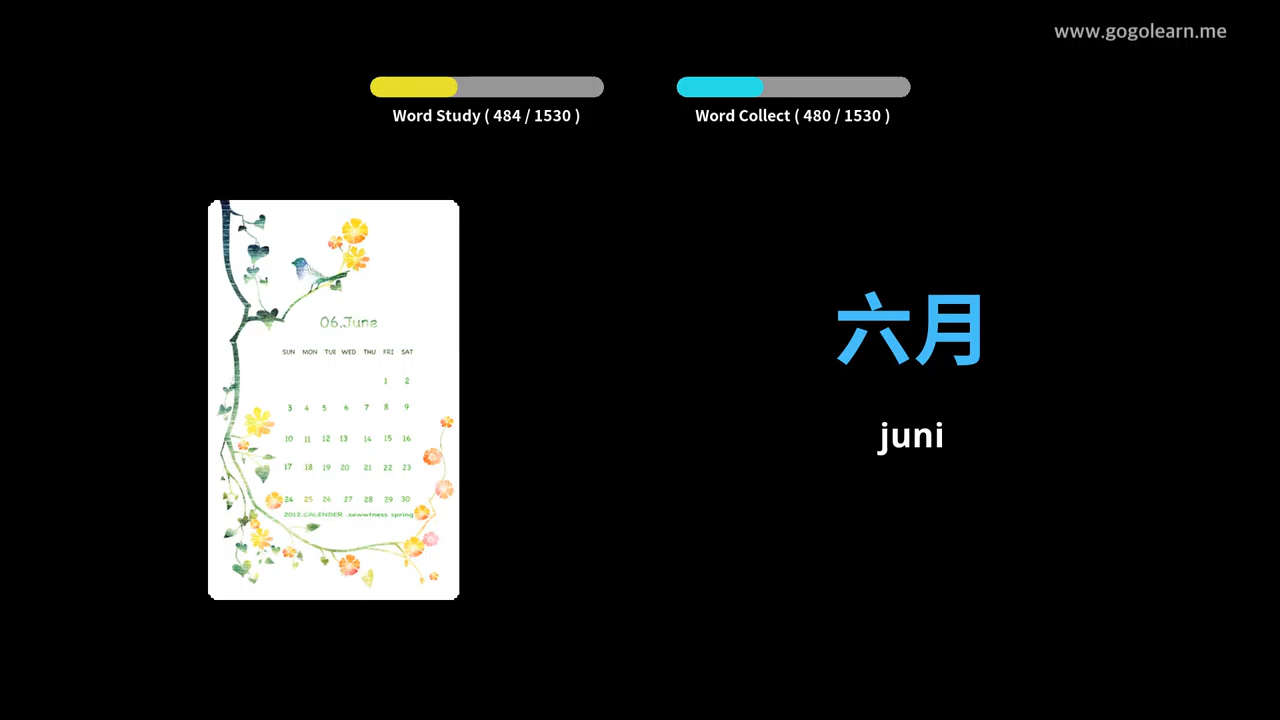 www.gogolearn.me
Word Study ( 484 / 1530 )
Word Collect ( 480 / 1530 )
06.June
SUN MON TUE WED THU FRI SAT
1 2
3 4 5 6 7 8 9
10 11 12 13 14 15 16
17 18 19 20 21 22 23
24 25 26 27 28 29 30
2012.CALENDER .sewwtness spring
六月
juni